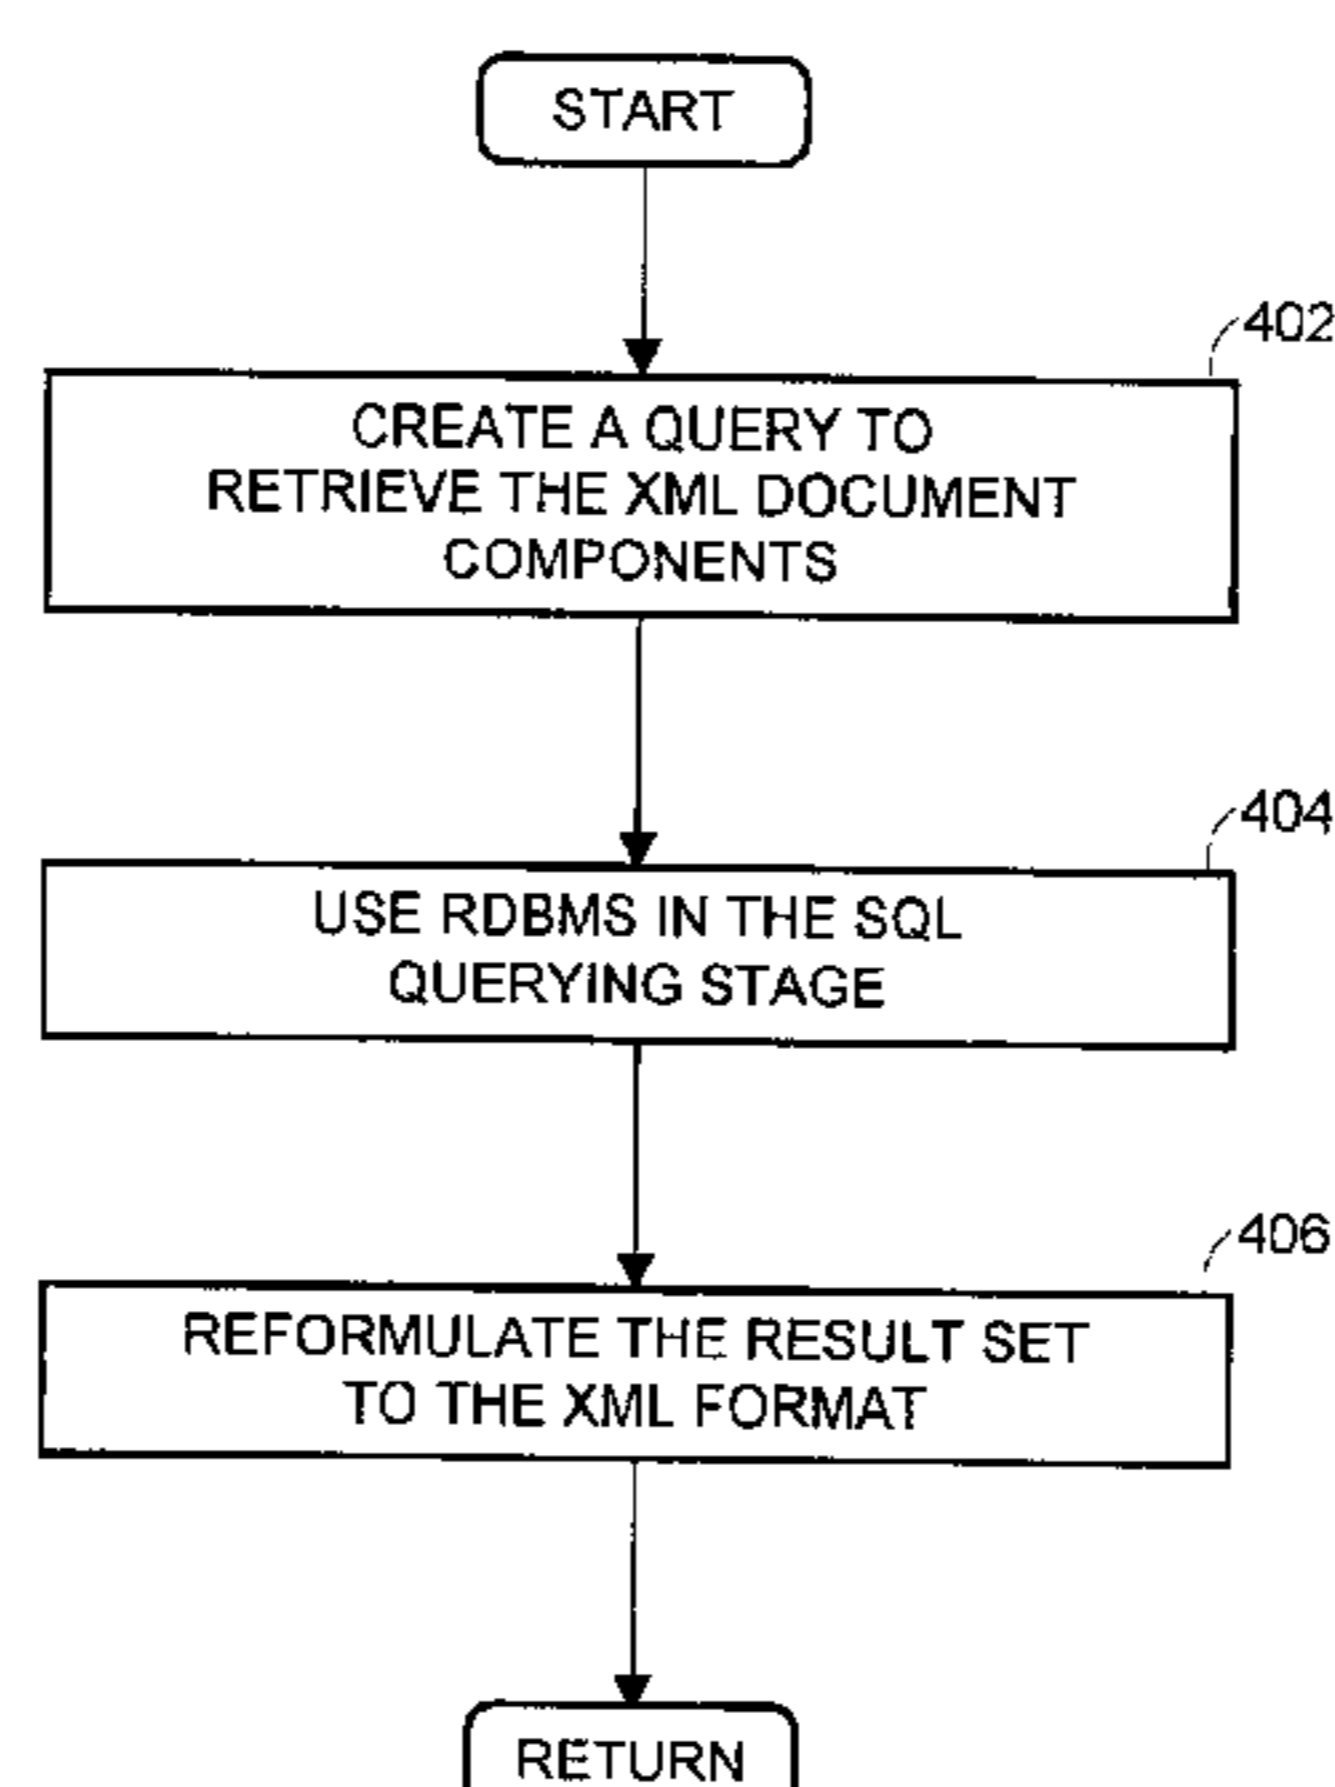 START
402
CREATE A QUERY TO
RETRIEVE THE XML DOCUMENT
COMPONENTS
404
USE RDBMS IN THE SQL
QUERYING STAGE
406
REFORMULATE THE RESULT SET
TO THE XML FORMAT
RETURN